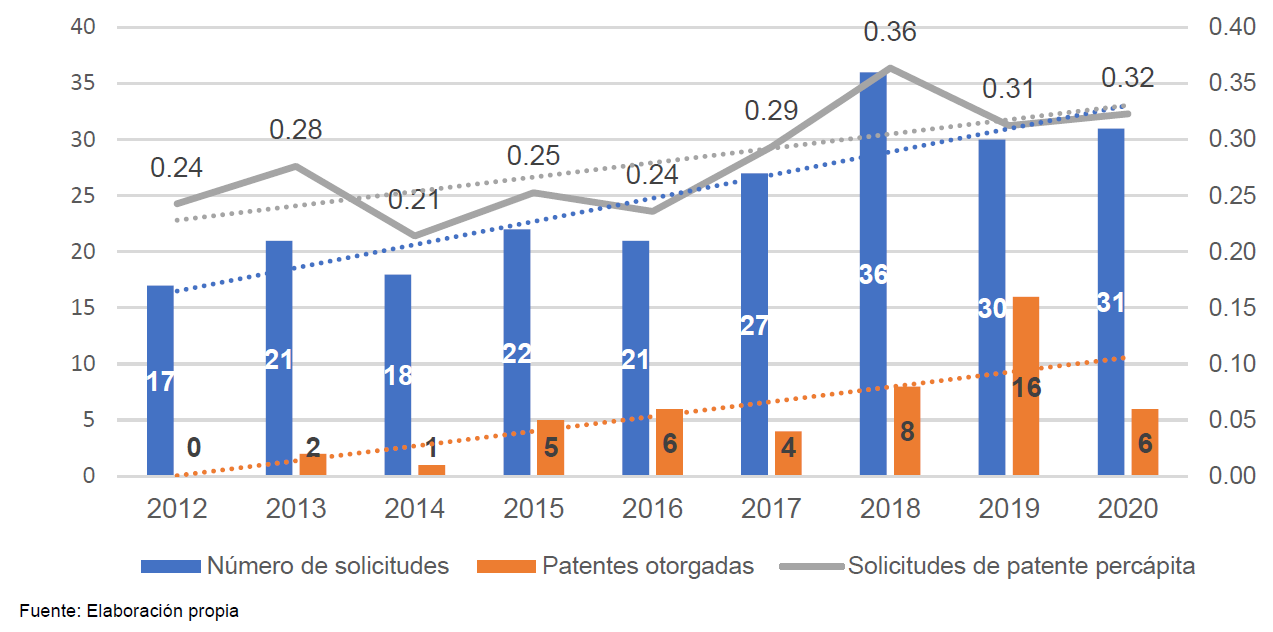 40 0.40
35 0.35
30 0.30
25 0.25
20 0.20
15 0.15
10 0.10
5 0.05
0 0.00
0.24 0.28 0.21 0.25 0.24 0.29 0.36 0.31 0.32
17 21 18 22 21 27 36 30 31
0 2 1 5 6 4 8 16 6
2012 2013 2014 2015 2016 2017 2018 2019 2020
Número de solicitudes Patentes otorgadas Solicitudes de patente percápita
Fuente: Elaboración propia